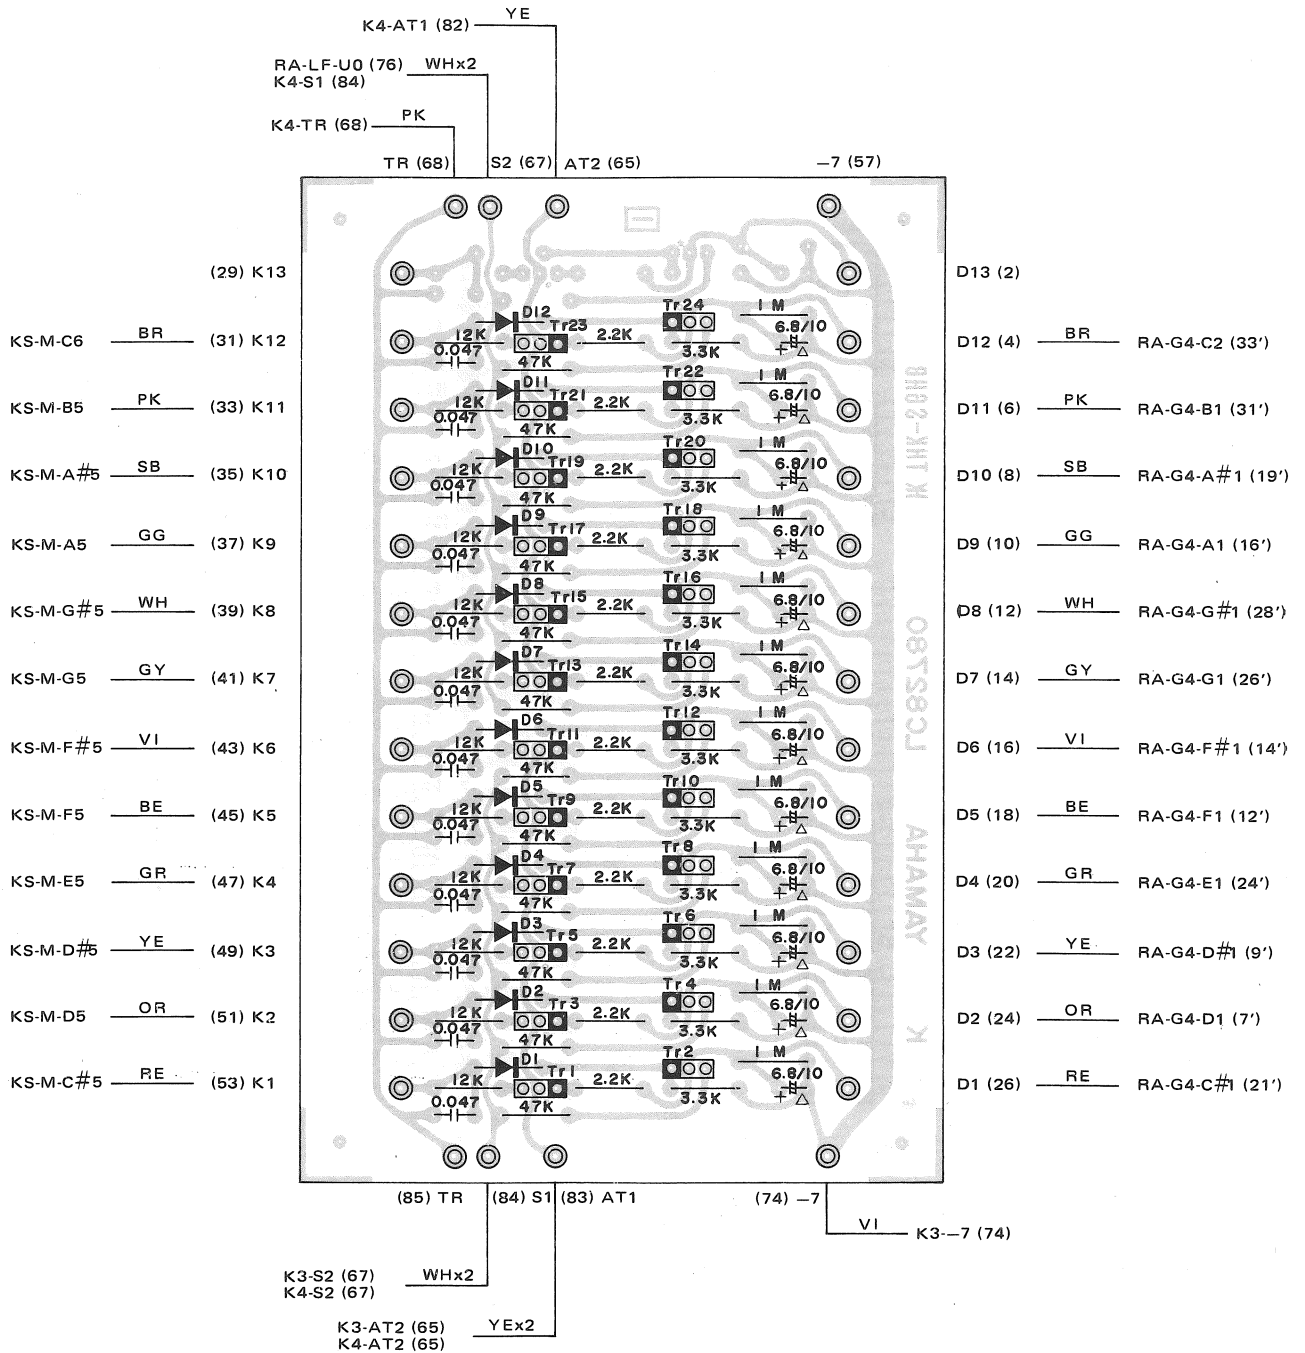 YE
K4-AT1 (82)
RA-LF-U0 (76) WHx2
K4-S1 (84)
PK
K4-TR (68)
TR (68) S2 (67) AT2 (65) −7 (57)
(29) K13 D13 (2)
D12 Tr24 1 M
KS-M-C6 BR (31) K12 12K Tr23 2.2K 6.8/10 D12 (4) BR RA-G4-C2 (33')
0.047 47K 3.3K + △
D11 Tr22 1 M
KS-M-B5 PK (33) K11 12K Tr21 2.2K 6.8/10 D11 (6) PK RA-G4-B1 (31')
0.047 47K 3.3K + △
D10 Tr20 1 M
KS-M-A#5 SB (35) K10 12K Tr19 2.2K 6.8/10 D10 (8) SB RA-G4-A#1 (19')
0.047 47K 3.3K + △
D9 Tr18 1 M
KS-M-A5 GG (37) K9 12K Tr17 2.2K 6.8/10 D9 (10) GG RA-G4-A1 (16')
0.047 47K 3.3K + △
D8 Tr16 1 M
KS-M-G#5 WH (39) K8 12K Tr15 2.2K 6.8/10 D8 (12) WH RA-G4-G#1 (28')
0.047 47K 3.3K + △
D7 Tr14 1 M
KS-M-G5 GY (41) K7 12K Tr13 2.2K 6.8/10 D7 (14) GY RA-G4-G1 (26')
0.047 47K 3.3K + △
D6 Tr12 1 M
KS-M-F#5 VI (43) K6 12K Tr11 2.2K 6.8/10 D6 (16) VI RA-G4-F#1 (14')
0.047 47K 3.3K + △
D5 Tr10 1 M
KS-M-F5 BE (45) K5 12K Tr9 2.2K 6.8/10 D5 (18) BE RA-G4-F1 (12')
0.047 47K 3.3K + △
D4 Tr8 1 M
KS-M-E5 GR (47) K4 12K Tr7 2.2K 6.8/10 D4 (20) GR RA-G4-E1 (24')
0.047 47K 3.3K + △
D3 Tr6 1 M
KS-M-D#5 YE (49) K3 12K Tr5 2.2K 6.8/10 D3 (22) YE RA-G4-D#1 (9')
0.047 47K 3.3K + △
D2 Tr4 1 M
KS-M-D5 OR (51) K2 12K Tr3 2.2K 6.8/10 D2 (24) OR RA-G4-D1 (7')
0.047 47K 3.3K + △
D1 Tr2 1 M
KS-M-C#5 RE (53) K1 12K Tr1 2.2K 6.8/10 D1 (26) RE RA-G4-C#1 (21')
0.047 47K 3.3K + △
K YAMAHA LC82780
(85) TR (84) S1 (83) AT1 (74) −7
VI K3-−7 (74)
K3-S2 (67) WHx2
K4-S2 (67)
K3-AT2 (65) YEx2
K4-AT2 (65)